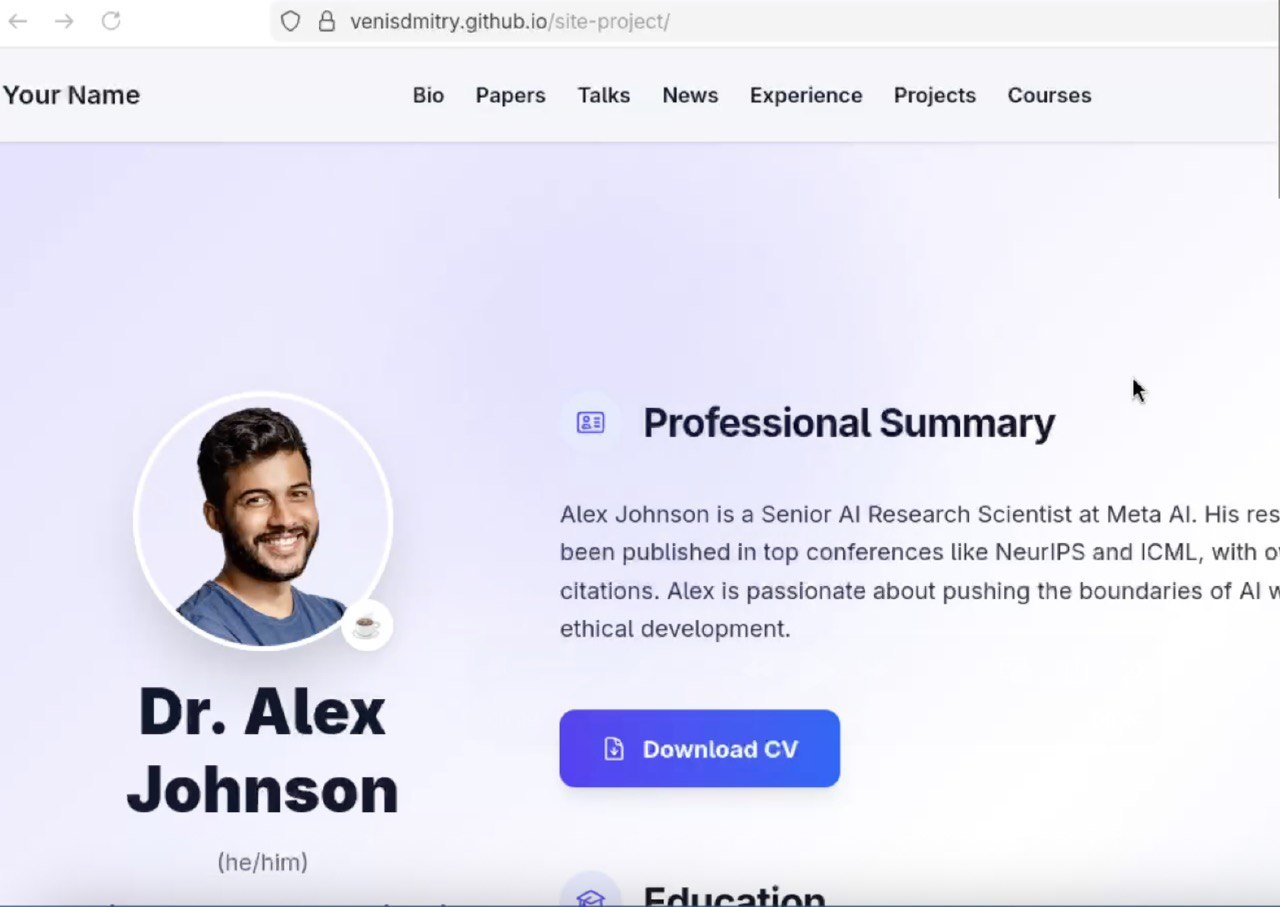 venisdmitry.github.io/site-project/
Your Name
Bio Papers Talks News Experience Projects Courses
Professional Summary
Alex Johnson is a Senior AI Research Scientist at Meta AI. His
been published in top conferences like NeurIPS and ICML, with
citations. Alex is passionate about pushing the boundaries of AI
ethical development.
Download CV
Dr. Alex
Johnson
(he/him)
Education